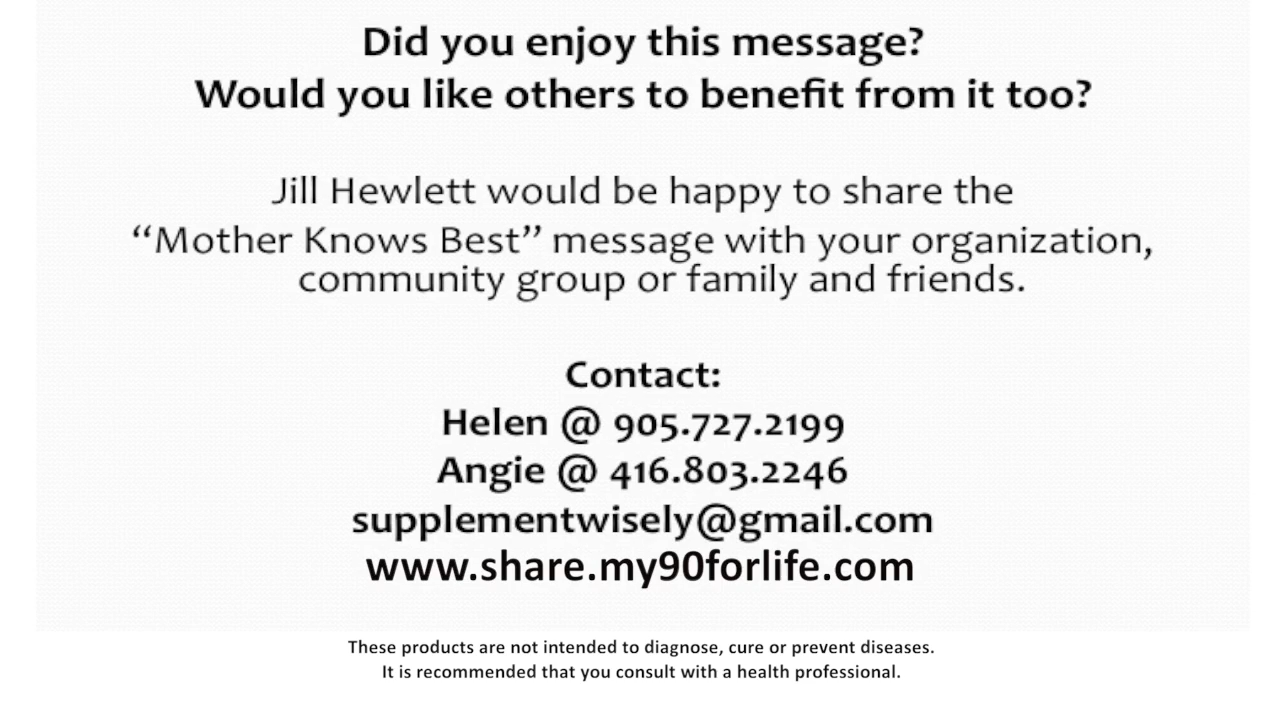 Did you enjoy this message?
Would you like others to benefit from it too?
Jill Hewlett would be happy to share the
“Mother Knows Best” message with your organization,
community group or family and friends.
Contact:
Helen @ 905.727.2199
Angie @ 416.803.2246
supplementwisely@gmail.com
www.share.my90forlife.com
These products are not intended to diagnose, cure or prevent diseases.
It is recommended that you consult with a health professional.